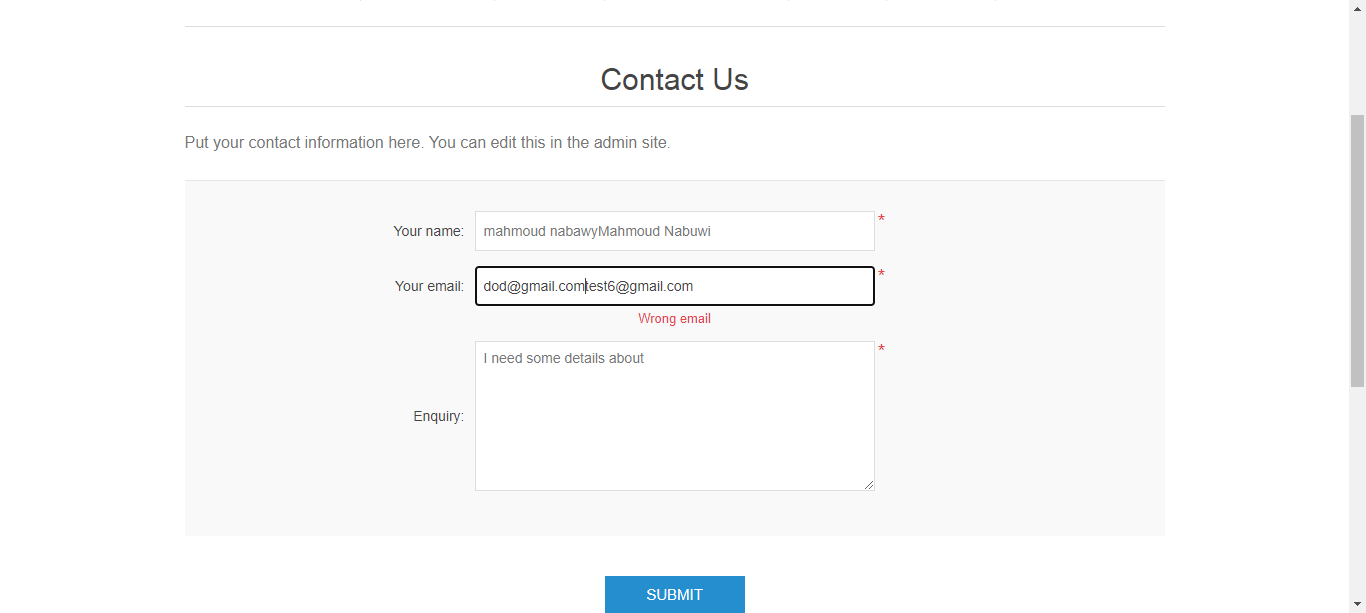 Contact Us
Put your contact information here. You can edit this in the admin site.
Your name: mahmoud nabawyMahmoud Nabuwi *
Your email: dod@gmail.comtest6@gmail.com *
Wrong email
Enquiry: I need some details about *
SUBMIT